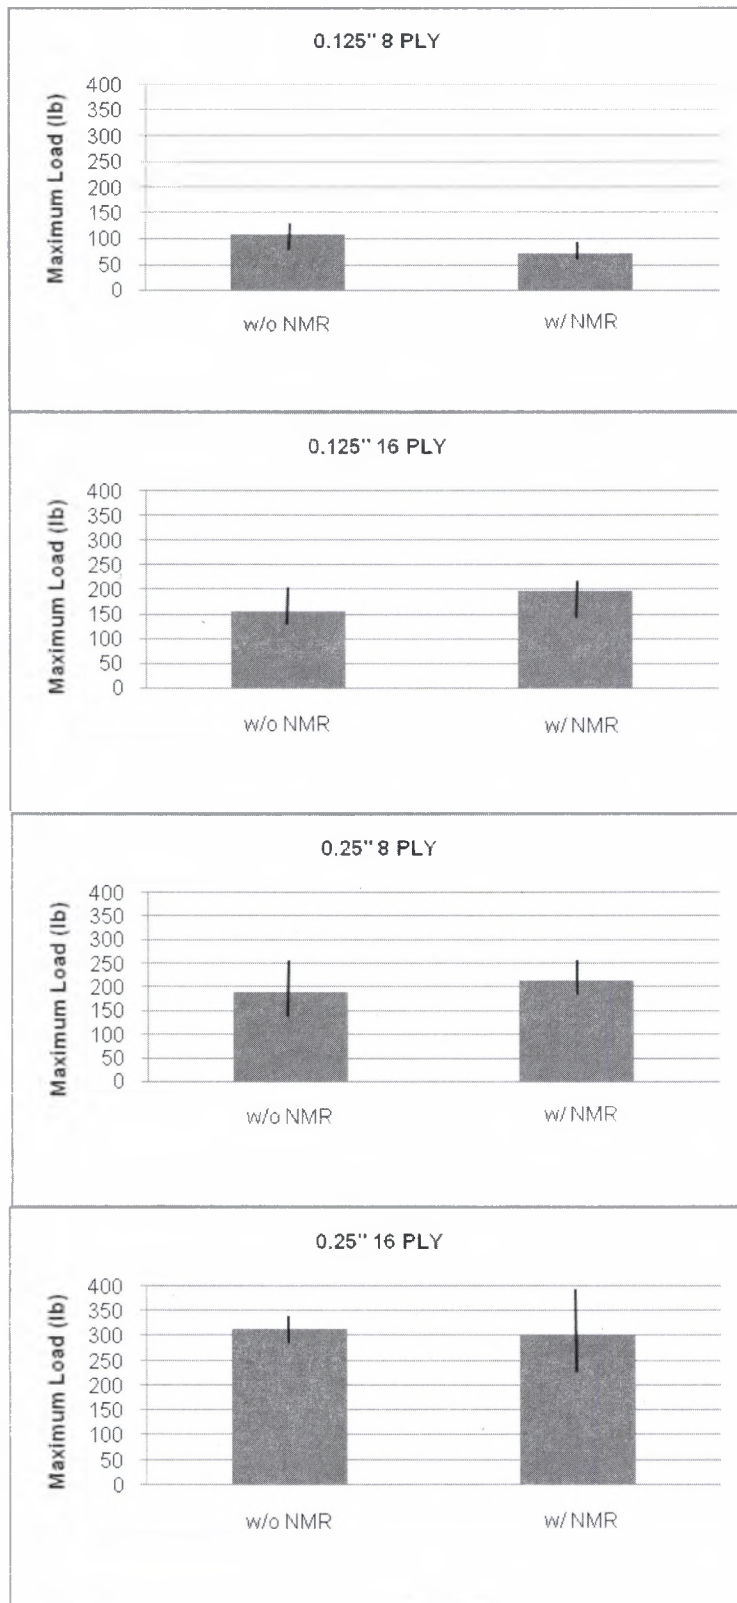 0.125" 8 PLY
Maximum Load (lb)
400
350
300
250
200
150
100
50
0
w/o NMR
w/ NMR
0.125" 16 PLY
Maximum Load (lb)
400
350
300
250
200
150
100
50
0
w/o NMR
w/ NMR
0.25" 8 PLY
Maximum Load (lb)
400
350
300
250
200
150
100
50
0
w/o NMR
w/ NMR
0.25" 16 PLY
Maximum Load (lb)
400
350
300
250
200
150
100
50
0
w/o NMR
w/ NMR